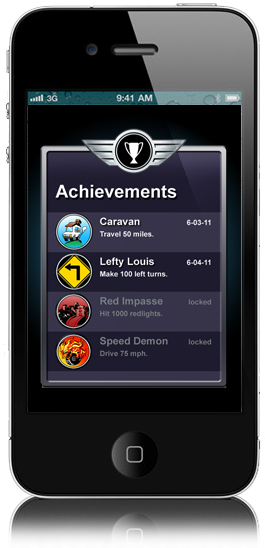 3G 9:41 AM
Achievements
Caravan 6-03-11
Travel 50 miles.
Lefty Louis 6-04-11
Make 100 left turns.
Red Impasse locked
Hit 1000 redlights.
Speed Demon locked
Drive 75 mph.